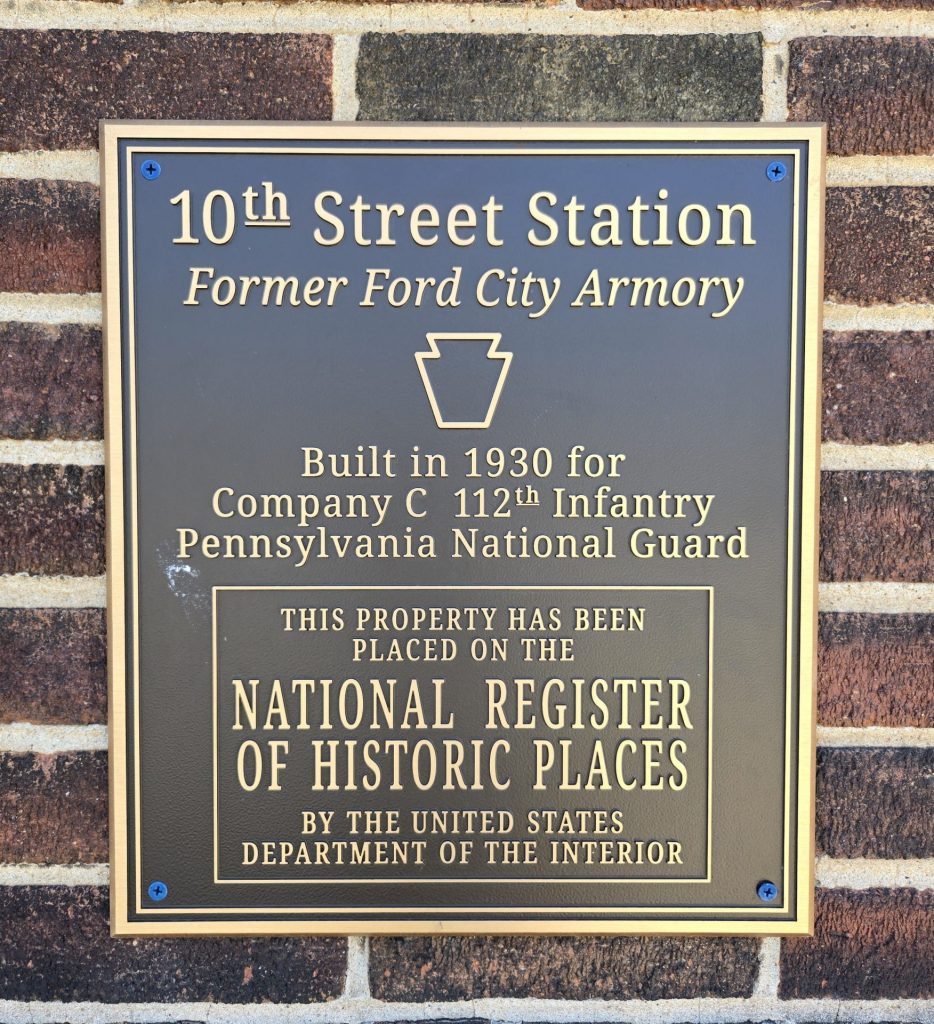 10th Street Station
Former Ford City Armory
Built in 1930 for
Company C 112th Infantry
Pennsylvania National Guard
THIS PROPERTY HAS BEEN
PLACED ON THE
NATIONAL REGISTER
OF HISTORIC PLACES
BY THE UNITED STATES
DEPARTMENT OF THE INTERIOR